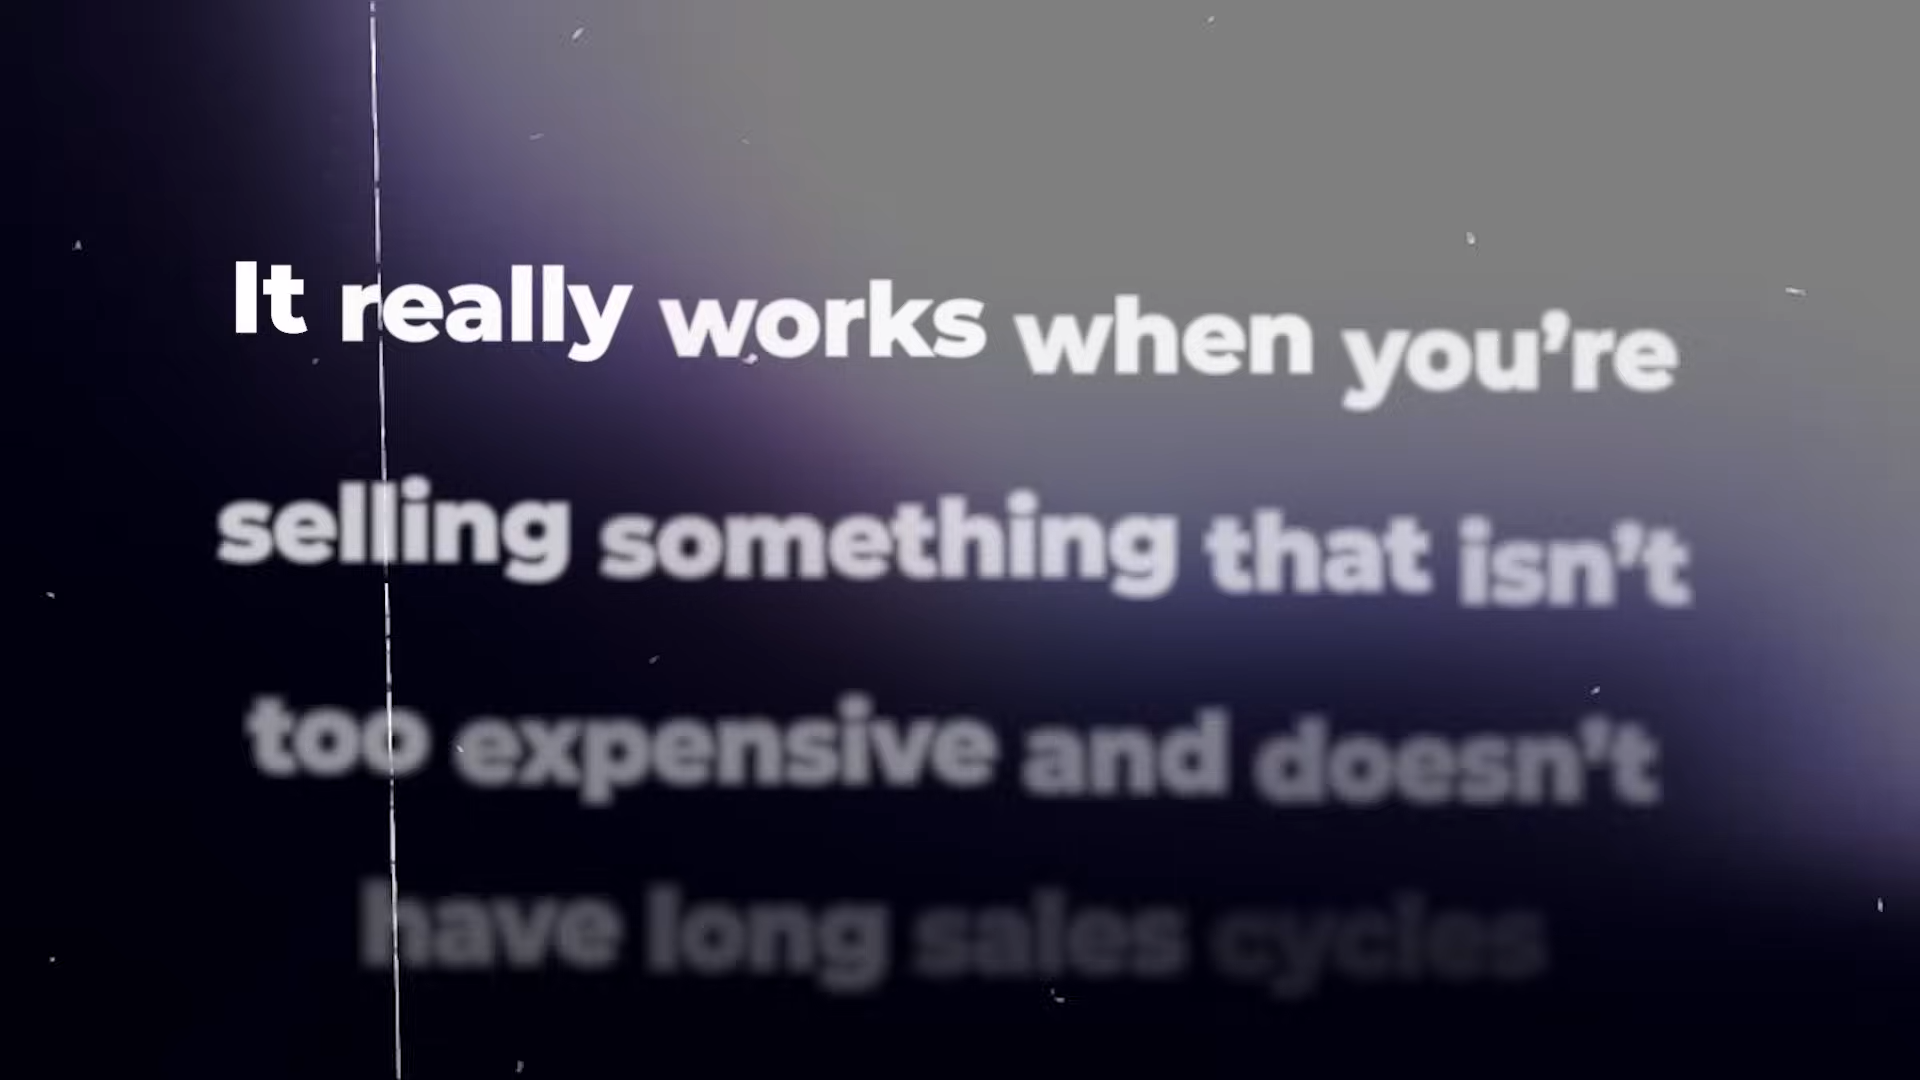 It really works when you’re
selling something that isn’t
too expensive and doesn’t
have long sales cycles